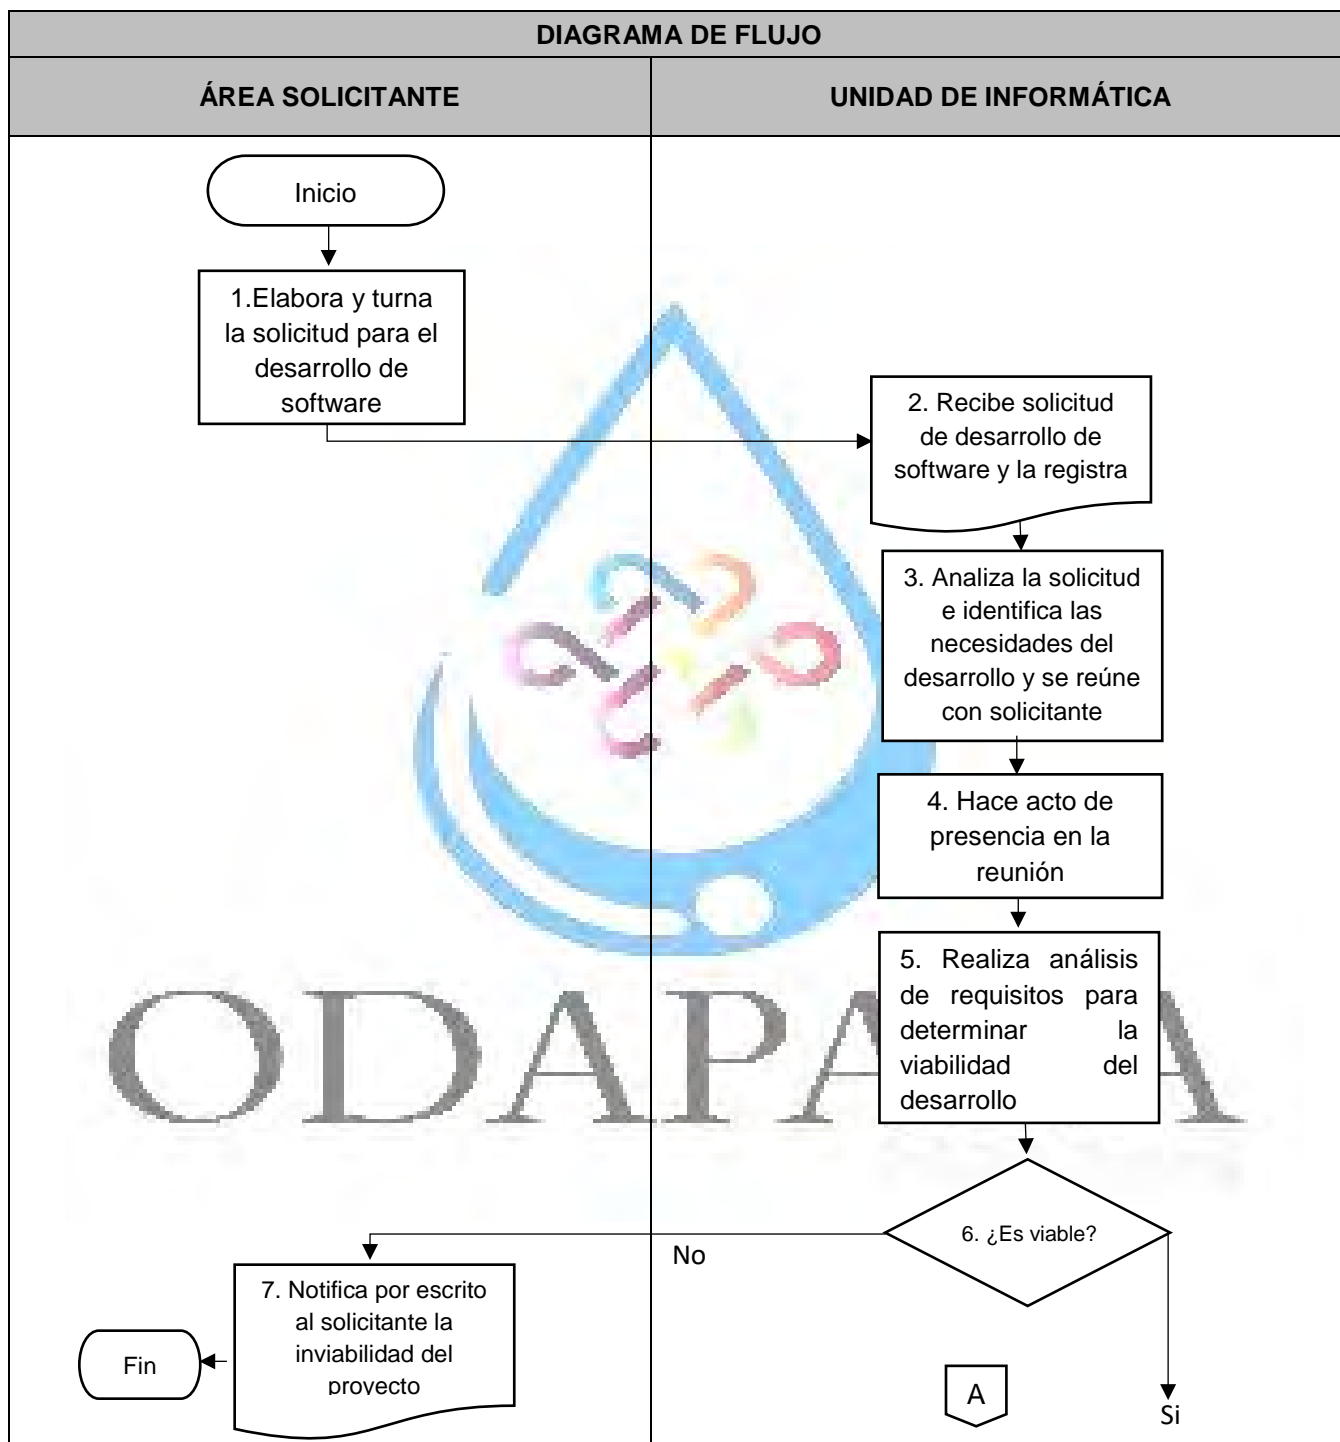 DIAGRAMA DE FLUJO
ÁREA SOLICITANTE
UNIDAD DE INFORMÁTICA
Inicio
1.Elabora y turna
la solicitud para el
desarrollo de
software
2. Recibe solicitud
de desarrollo de
software y la registra
3. Analiza la solicitud
e identifica las
necesidades del
desarrollo y se reúne
con solicitante
4. Hace acto de
presencia en la
reunión
5. Realiza análisis
de requisitos para
determinar la
viabilidad del
desarrollo
6. ¿Es viable?
No
7. Notifica por escrito
al solicitante la
inviabilidad del
proyecto
Fin
A
Si